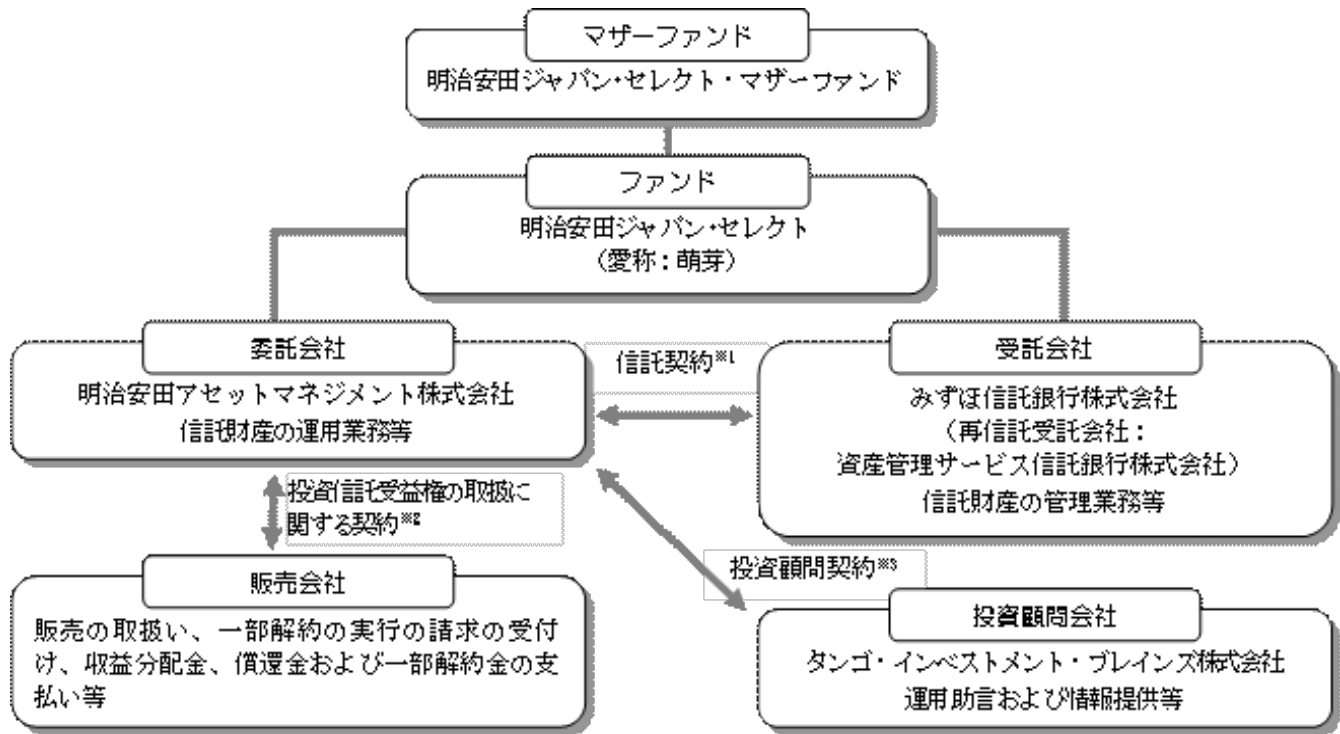 マザーファンド
明治安田ジャパン・セレクト・マザーファンド
ファンド
明治安田ジャパン・セレクト
（愛称：萌芽）
委託会社
明治安田アセットマネジメント株式会社
信託財産の運用業務等
信託契約※1
受託会社
みずほ信託銀行株式会社
（再信託受託会社：
資産管理サービス信託銀行株式会社）
信託財産の管理業務等
投資信託受益権の取扱に
関する契約※2
投資顧問契約※3
販売会社
販売の取扱い、一部解約の実行の請求の受付
け、収益分配金、償還金および一部解約金の支
払い等
投資顧問会社
タンゴ・インベストメント・ブレインズ株式会社
運用助言および情報提供等